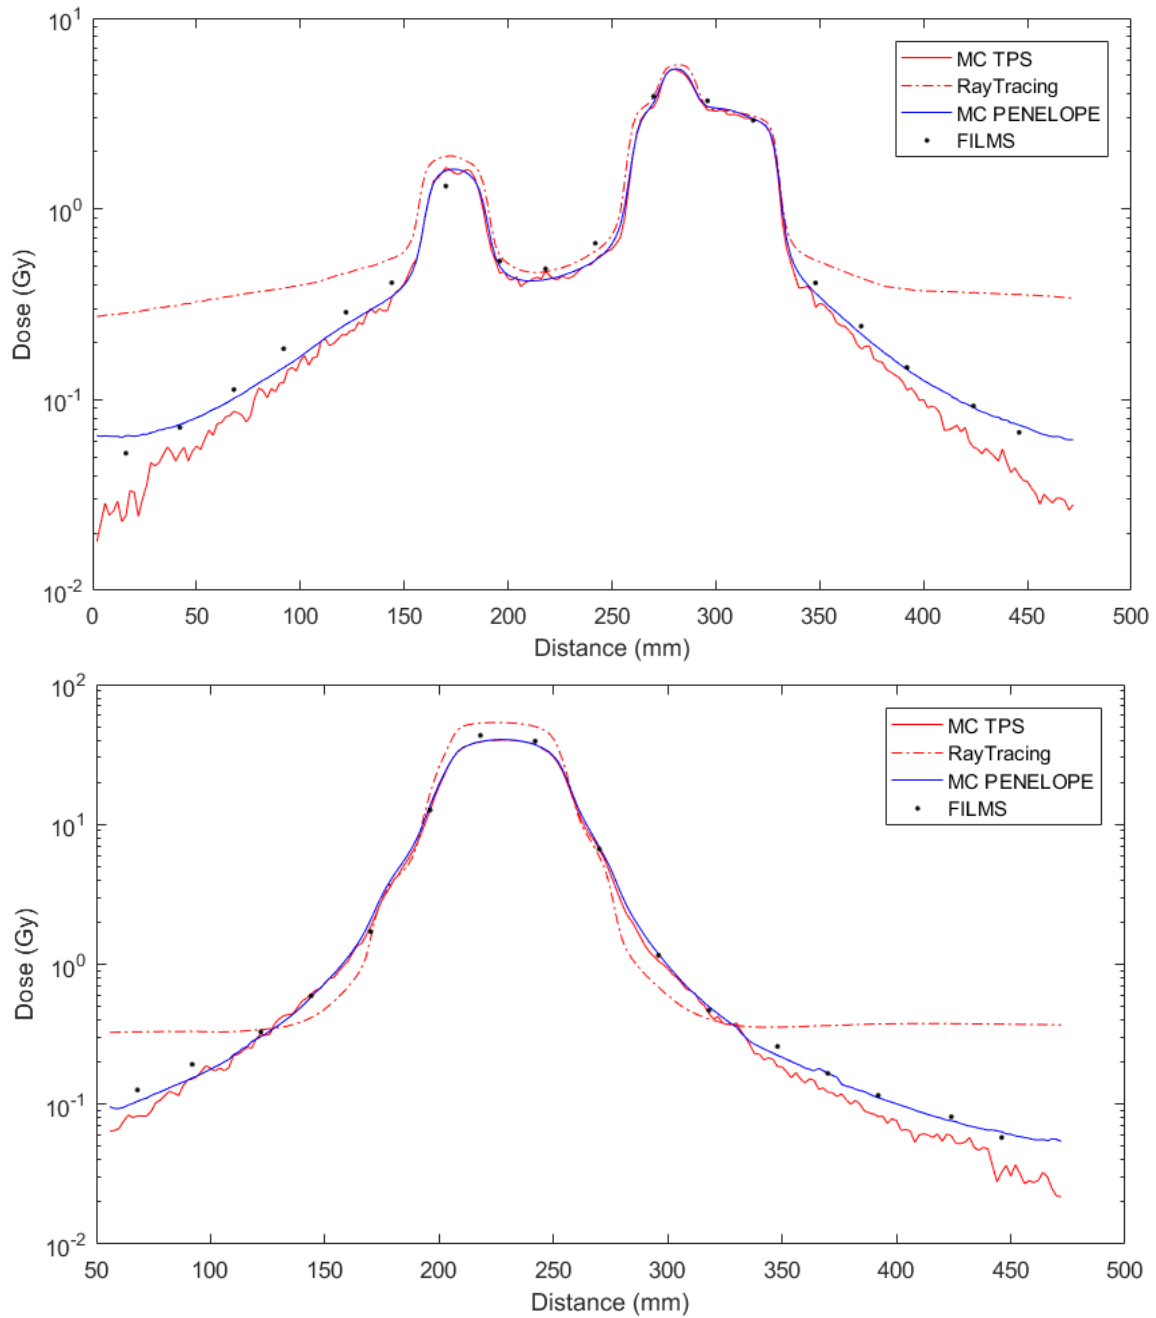 10^1
10^0
10^-1
10^-2
Dose (Gy)
MC TPS
RayTracing
MC PENELOPE
FILMS
0 50 100 150 200 250 300 350 400 450 500
Distance (mm)
10^2
10^1
10^0
10^-1
10^-2
Dose (Gy)
MC TPS
RayTracing
MC PENELOPE
FILMS
50 100 150 200 250 300 350 400 450 500
Distance (mm)